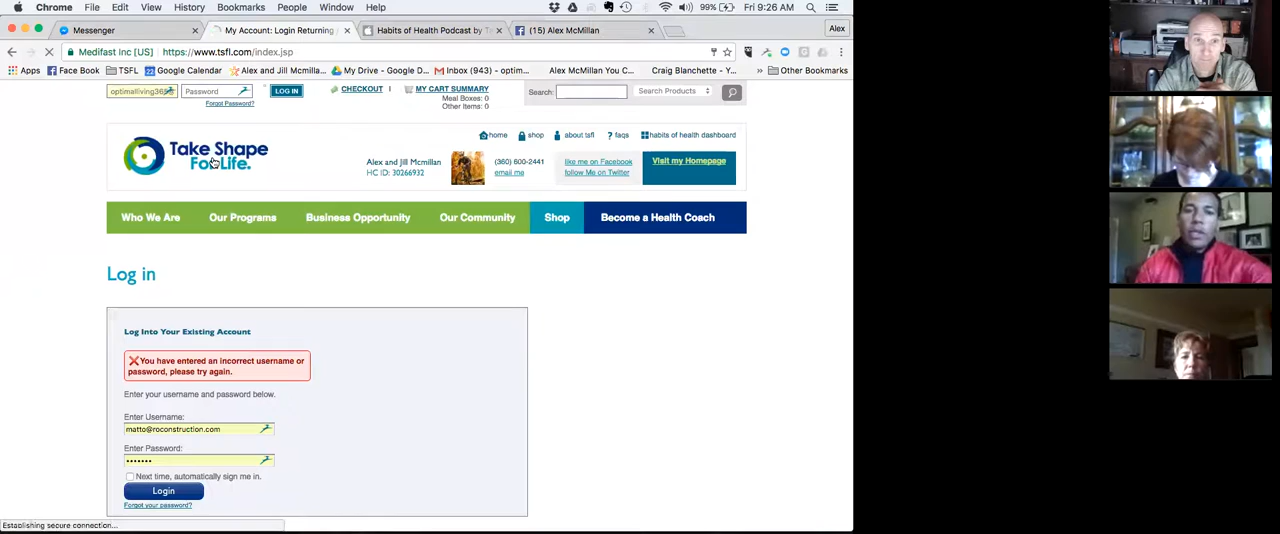 Chrome File Edit View History Bookmarks People Window Help 99% Fri 9:26 AM
Messenger My Account: Login Returning Habits of Health Podcast by T (15) Alex McMillan Alex
Medifast Inc [US] https://www.tsfl.com/index.jsp
Apps Face Book TSFL 22 Google Calendar Alex and Jill Mcmilla... My Drive - Google D... Inbox (943) - optim... Alex McMillan You C... Craig Blanchette - Y... » Other Bookmarks
Password LOG IN CHECKOUT | MY CART SUMMARY Search: Search Products
Forgot Password? Meal Boxes: 0
Other Items: 0
Take Shape
For Life.
home shop about tsfl ? faqs habits of health dashboard
Alex and Jill Mcmillan
HC ID: 30266932
(360) 600-2441
email me
like me on Facebook
follow Me on Twitter
Visit my Homepage
Who We Are Our Programs Business Opportunity Our Community Shop Become a Health Coach
Log in
Log Into Your Existing Account
You have entered an incorrect username or
password, please try again.
Enter your username and password below.
Enter Username:
matto@roconstruction.com
Enter Password:
•••••••
Next time, automatically sign me in.
Login
Forgot your password?
Establishing secure connection...